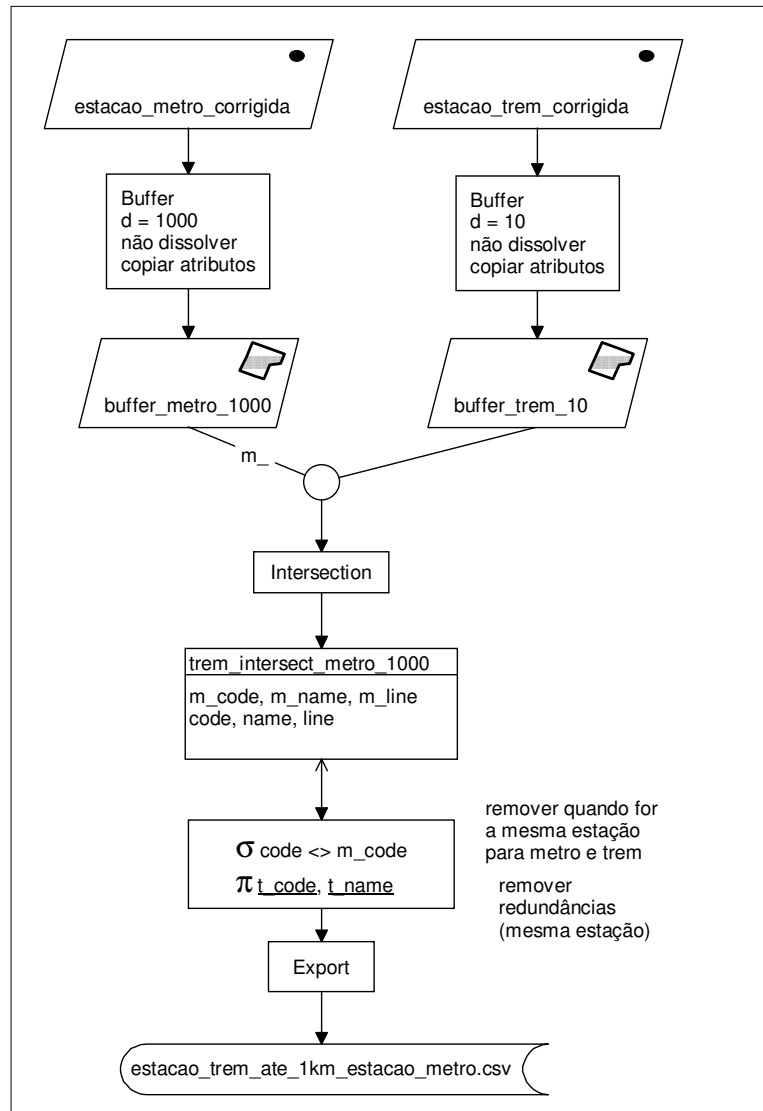 estacao_metro_corrigida
estacao_trem_corrigida
Buffer
d = 1000
não dissolver
copiar atributos
Buffer
d = 10
não dissolver
copiar atributos
buffer_metro_1000
buffer_trem_10
m_
Intersection
trem_intersect_metro_1000
m_code, m_name, m_line
code, name, line
σ code <> m_code
π t_code, t_name
remover quando for
a mesma estação
para metro e trem
remover
redundâncias
(mesma estação)
Export
estacao_trem_ate_1km_estacao_metro.csv